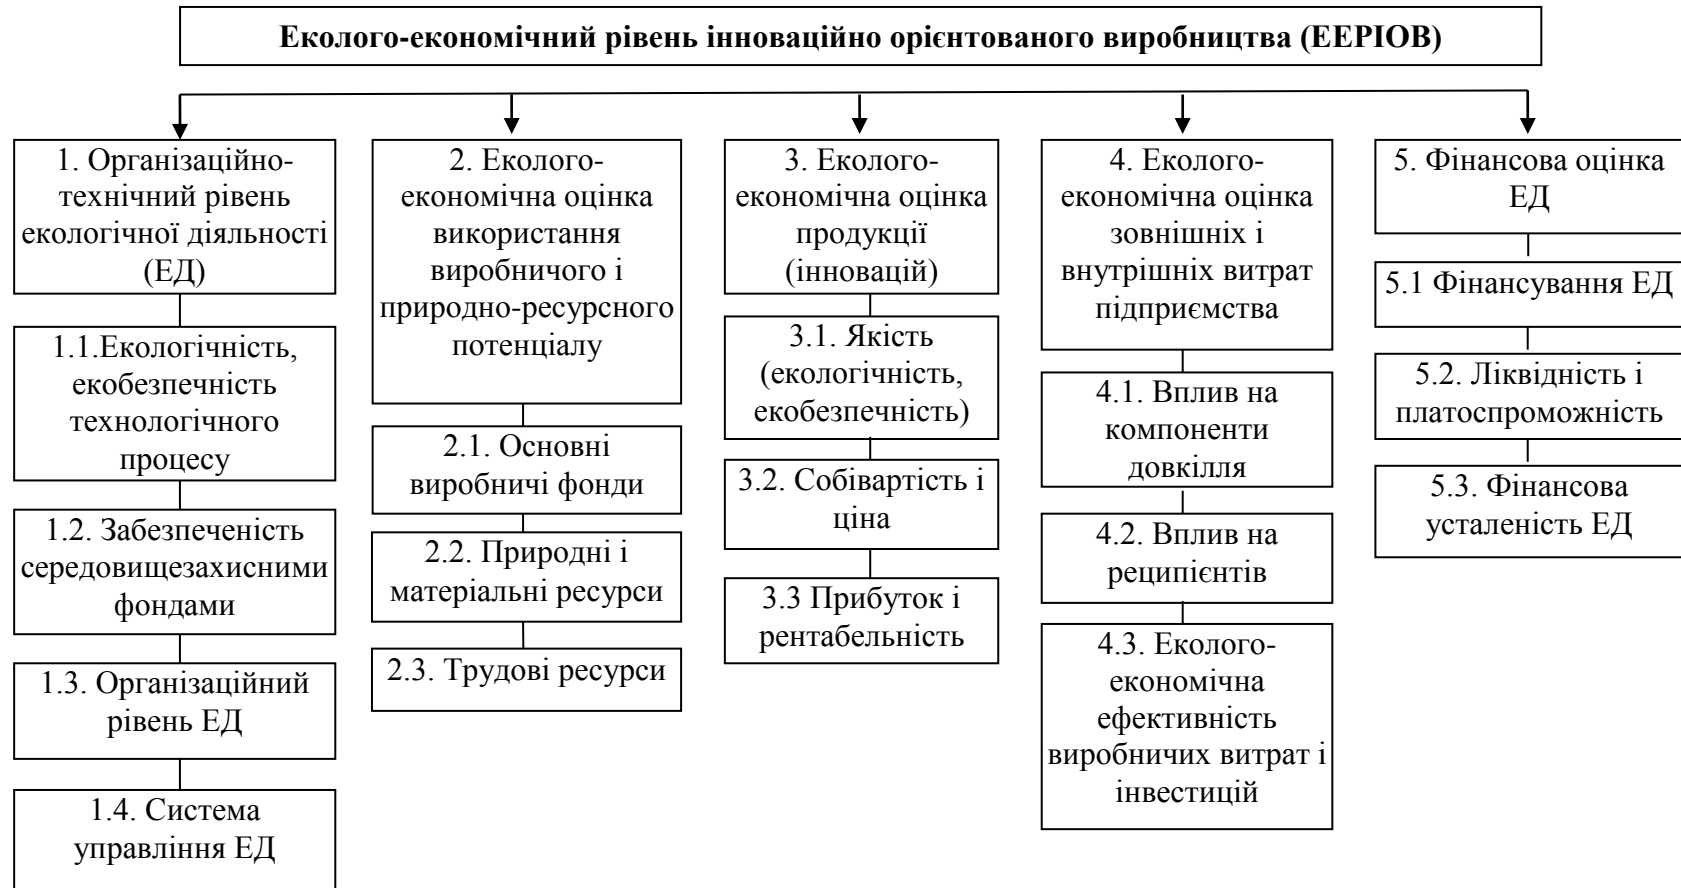 Еколого-економічний рівень інноваційно орієнтованого виробництва (ЕЕРІОВ)
1. Організаційно-
технічний рівень
екологічної діяльності
(ЕД)
1.1.Екологічність,
екобезпечність
технологічного
процесу
1.2. Забезпеченість
середовищезахисними
фондами
1.3. Організаційний
рівень ЕД
1.4. Система
управління ЕД
2. Еколого-
економічна оцінка
використання
виробничого і
природно-ресурсного
потенціалу
2.1. Основні
виробничі фонди
2.2. Природні і
матеріальні ресурси
2.3. Трудові ресурси
3. Еколого-
економічна оцінка
продукції
(інновацій)
3.1. Якість
(екологічність,
екобезпечність)
3.2. Собівартість і
ціна
3.3 Прибуток і
рентабельність
4. Еколого-
економічна оцінка
зовнішніх і
внутрішніх витрат
підприємства
4.1. Вплив на
компоненти
довкілля
4.2. Вплив на
реципієнтів
4.3. Еколого-
економічна
ефективність
виробничих витрат і
інвестицій
5. Фінансова оцінка
ЕД
5.1 Фінансування ЕД
5.2. Ліквідність і
платоспроможність
5.3. Фінансова
усталеність ЕД